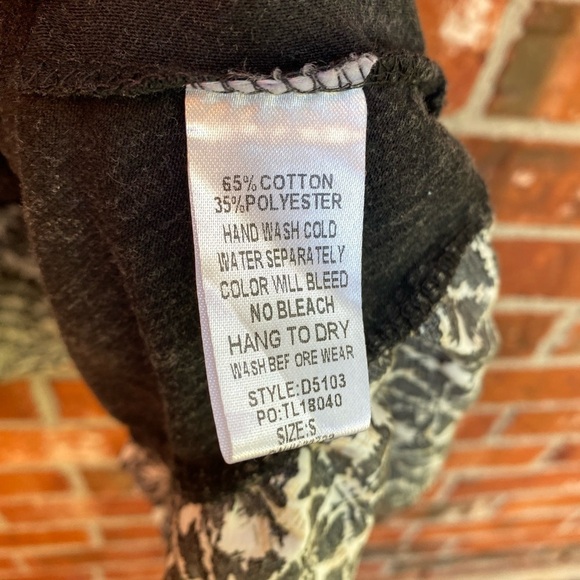 65% COTTON
35%POLYESTER
HAND WASH COLD
WATER SEPARATELY
COLOR WILL BLEED
NO BLEACH
HANG TO DRY
WASH BEF ORE WEAR
STYLE:D5103
PO:TL18040
SIZE:S